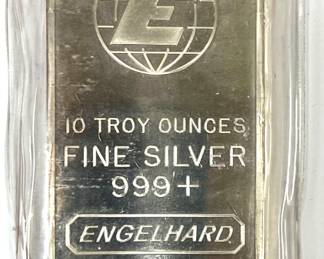 E
10 TROY OUNCES
FINE SILVER
999+
ENGELHARD